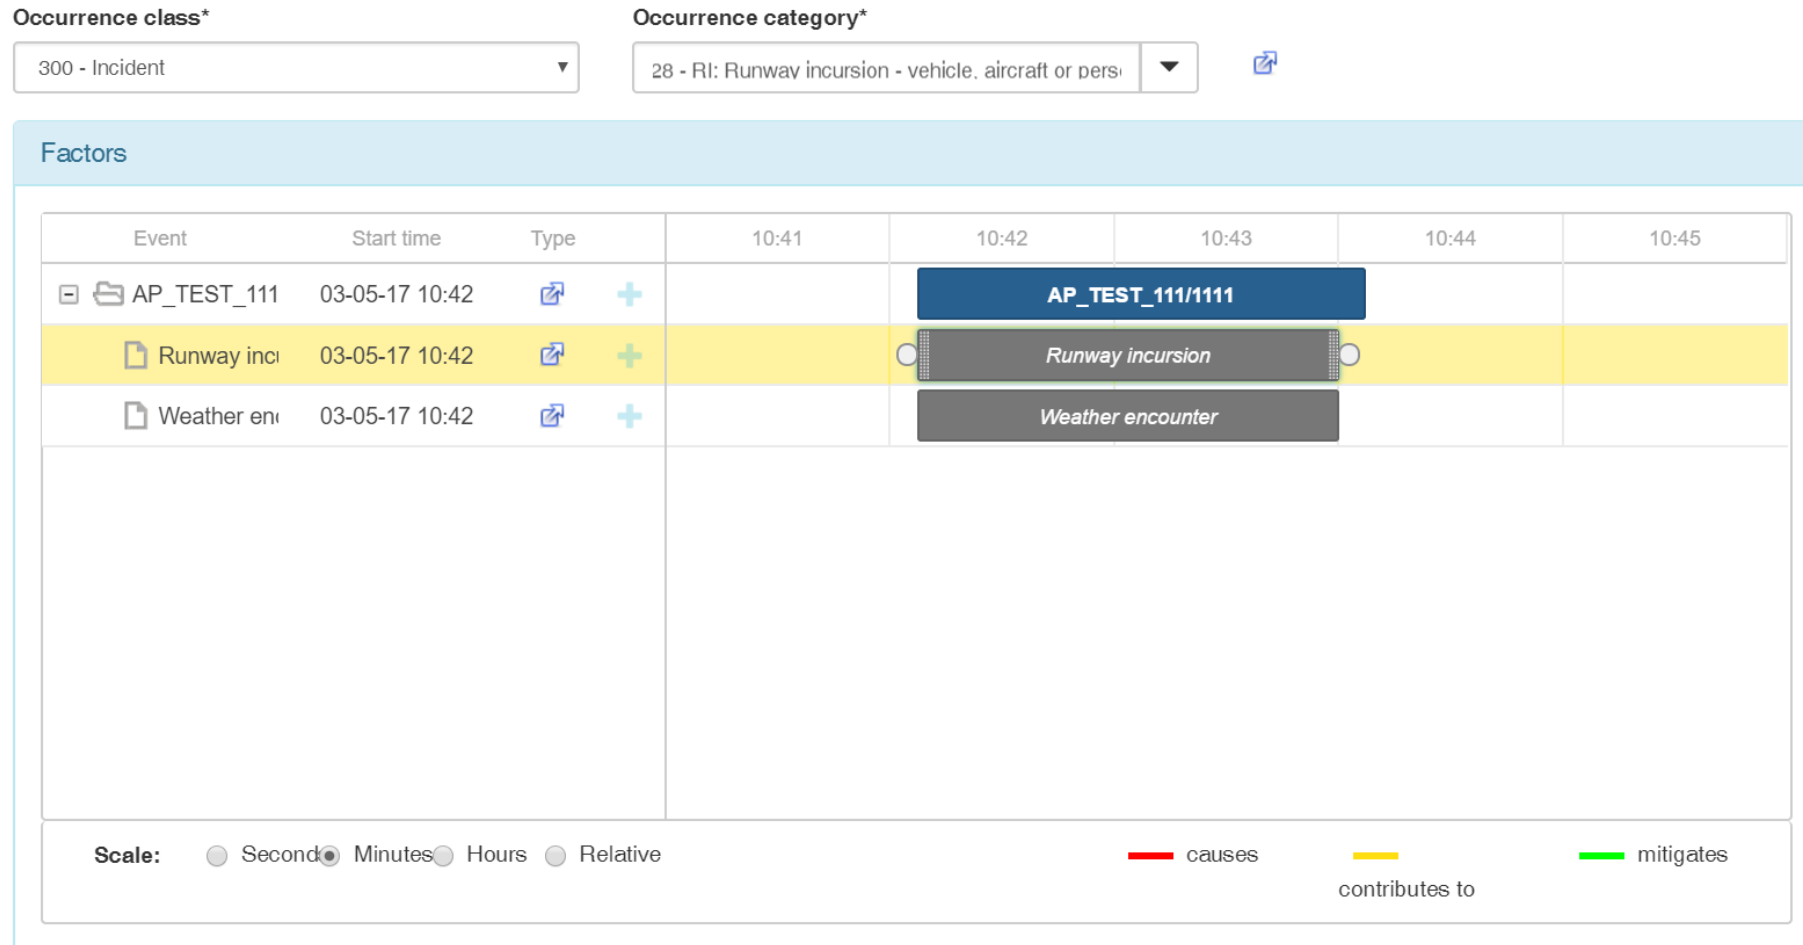 Occurrence class* Occurrence category*
300 - Incident 28 - RI: Runway incursion - vehicle, aircraft or perso
Factors
Event Start time Type 10:41 10:42 10:43 10:44 10:45
AP_TEST_111 03-05-17 10:42 AP_TEST_111/1111
Runway incu 03-05-17 10:42 Runway incursion
Weather enc 03-05-17 10:42 Weather encounter
Scale: Second Minutes Hours Relative causes mitigates
contributes to